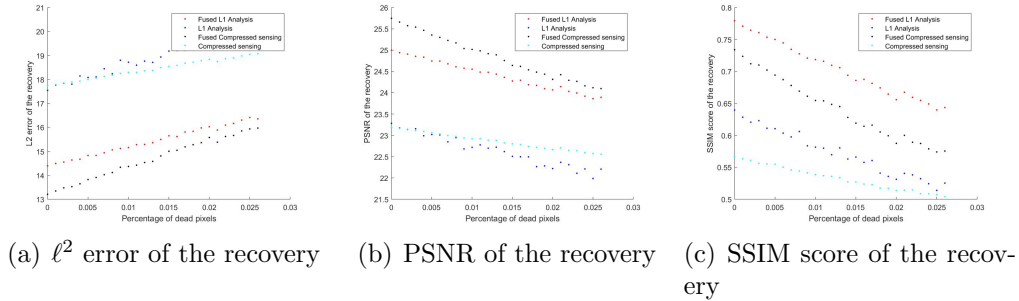 21
20
19
18
17
16
15
14
13
L2 error of the recovery
0
0.005
0.01
0.015
0.02
0.025
0.03
Percentage of dead pixels
Fused L1 Analysis
L1 Analysis
Fused Compressed sensing
Compressed sensing
26
25.5
25
24.5
24
23.5
23
22.5
22
21.5
PSNR of the recovery
0
0.005
0.01
0.015
0.02
0.025
0.03
Percentage of dead pixels
Fused L1 Analysis
L1 Analysis
Fused Compressed sensing
Compressed sensing
0.8
0.75
0.7
0.65
0.6
0.55
0.5
SSIM score of the recovery
0
0.005
0.01
0.015
0.02
0.025
0.03
Percentage of dead pixels
Fused L1 Analysis
L1 Analysis
Fused Compressed sensing
Compressed sensing
(a) ℓ² error of the recovery
(b) PSNR of the recovery
(c) SSIM score of the recov-
ery